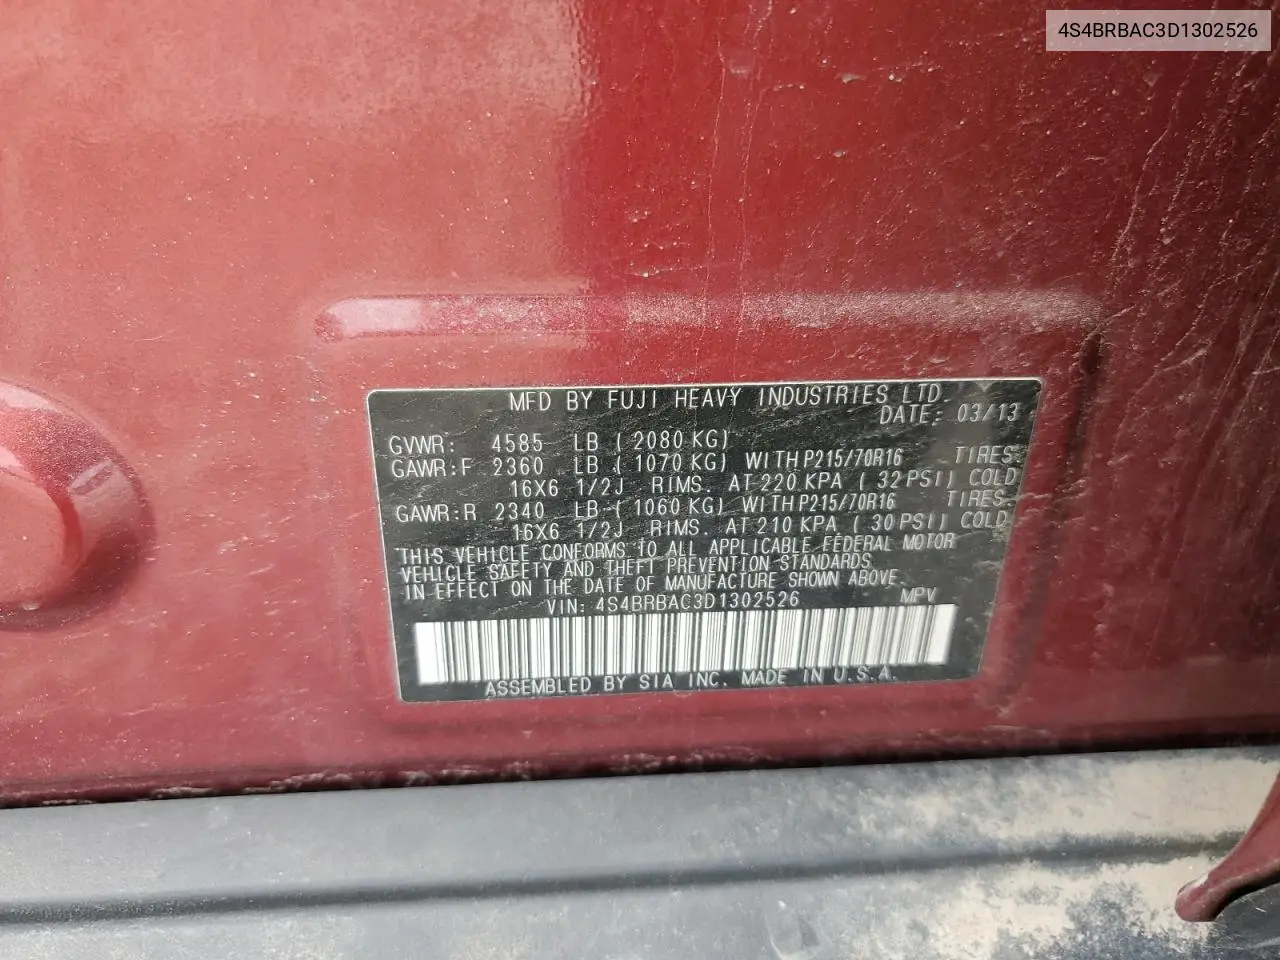 4S4BRBAC3D1302526
MFD BY FUJI HEAVY INDUSTRIES LTD.
DATE: 03/13
GVWR: 4585 LB ( 2080 KG)
GAWR:F 2360 LB ( 1070 KG) WITH P215/70R16 TIRES.
16X6 1/2J RIMS. AT 220 KPA ( 32 PSI) COLD
GAWR:R 2340 LB ( 1060 KG) WITH P215/70R16 TIRES.
16X6 1/2J RIMS. AT 210 KPA ( 30 PSI) COLD
THIS VEHICLE CONFORMS TO ALL APPLICABLE FEDERAL MOTOR
VEHICLE SAFETY AND THEFT PREVENTION STANDARDS
IN EFFECT ON THE DATE OF MANUFACTURE SHOWN ABOVE.
VIN: 4S4BRBAC3D1302526 MPV
ASSEMBLED BY SIA INC. MADE IN U.S.A.